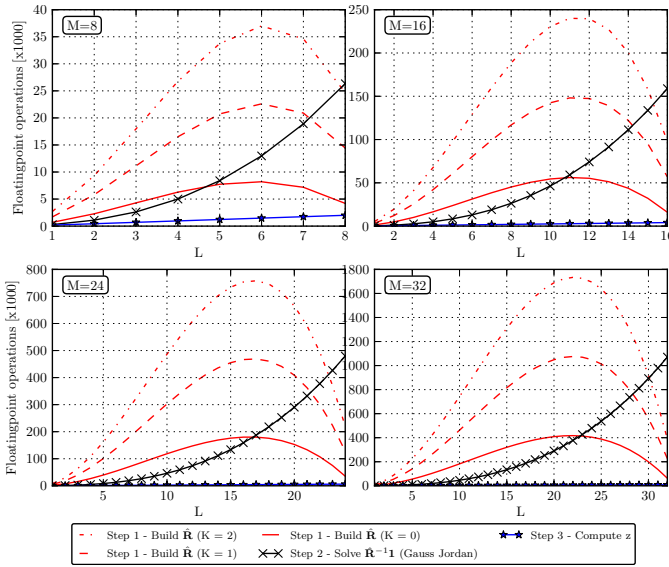 M=8
M=16
Floatingpoint operations [x1000]
40
35
30
25
20
15
10
5
0
1 2 3 4 5 6 7 8
L
250
200
150
100
50
0
2 4 6 8 10 12 14 16
L
M=24
M=32
Floatingpoint operations [x1000]
800
700
600
500
400
300
200
100
0
5 10 15 20
L
1800
1600
1400
1200
1000
800
600
400
200
0
5 10 15 20 25 30
L
Step 1 - Build R̂ (K = 2)
Step 1 - Build R̂ (K = 0)
Step 3 - Compute z
Step 1 - Build R̂ (K = 1)
Step 2 - Solve R̂⁻¹1 (Gauss Jordan)